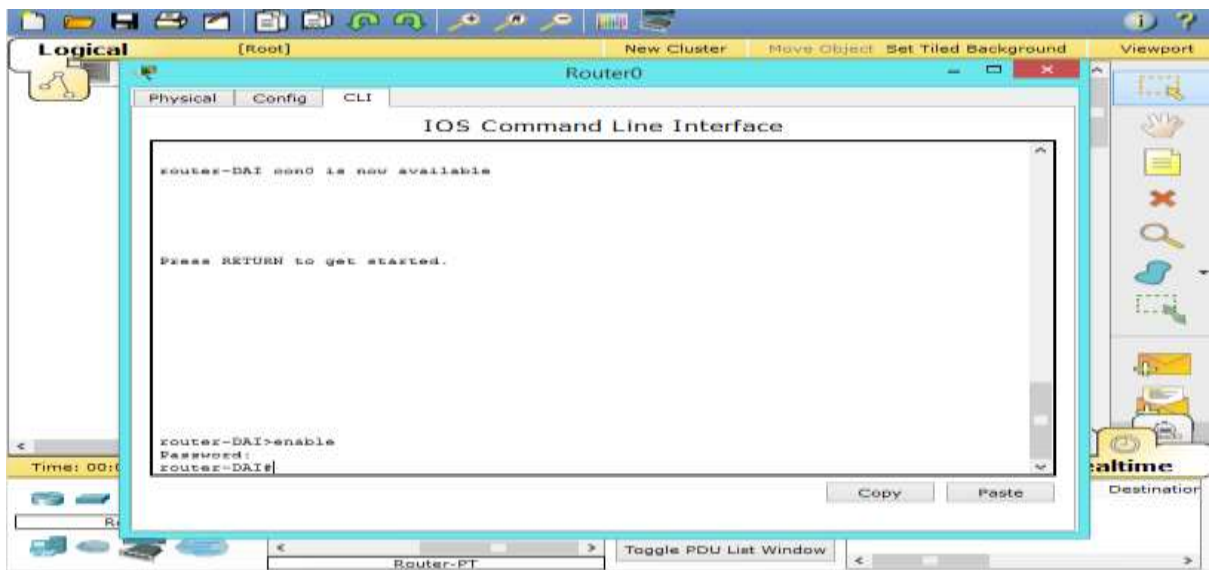 Logical
[Root]
New Cluster
Move Object
Set Tiled Background
Viewport
Router0
Physical
Config
CLI
IOS Command Line Interface
router-DAI con0 is now available
Press RETURN to get started.
router-DAI>enable
Password:
router-DAI#
Copy
Paste
Time: 00:
ealtime
Destination
R
Toggle PDU List Window
Router-PT